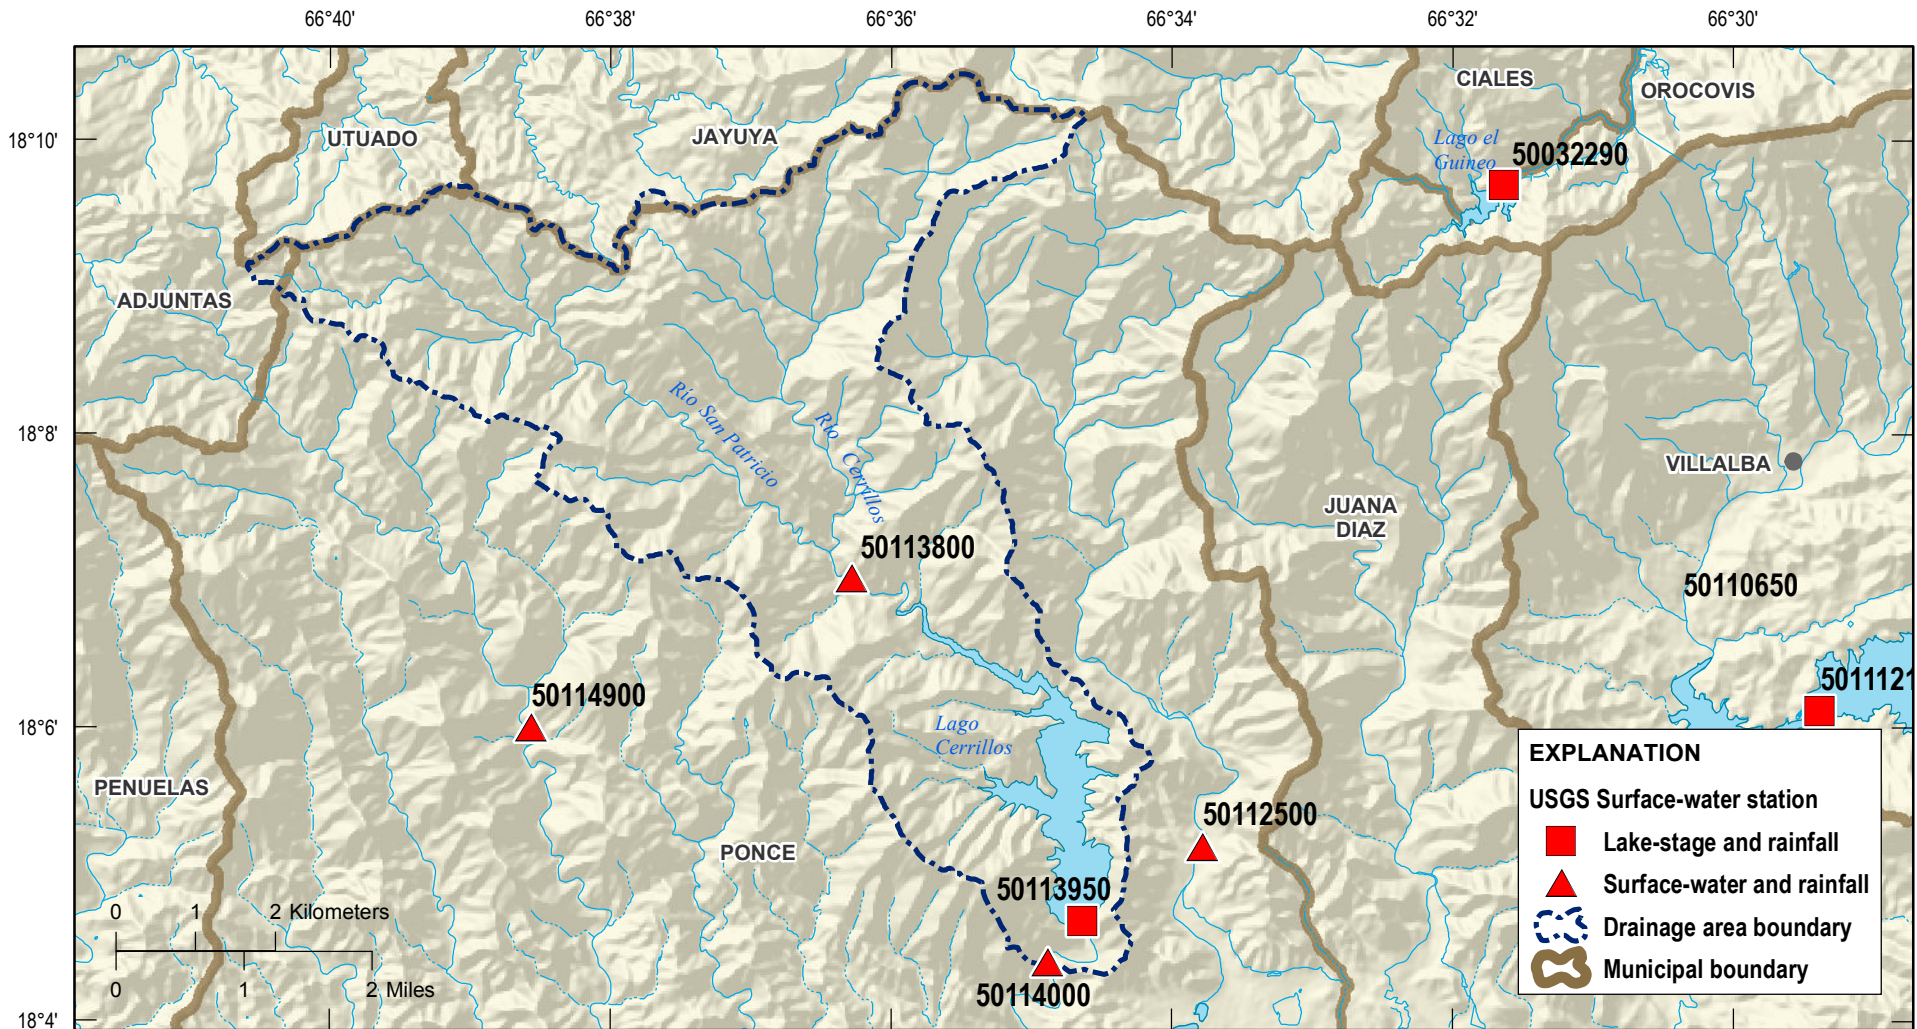 66°40'
66°38'
66°36'
66°34'
66°32'
66°30'
18°10'
18°8'
18°6'
18°4'
UTUADO
JAYUYA
CIALES
OROCOVIS
Lago el
Guineo
50032290
ADJUNTAS
Río San Patricio
Río Cerrillos
VILLALBA
JUANA
DIAZ
50113800
50110650
50114900
5011121
Lago
Cerrillos
PENUELAS
PONCE
50112500
50113950
50114000
0 1 2 Kilometers
0 1 2 Miles
EXPLANATION
USGS Surface-water station
Lake-stage and rainfall
Surface-water and rainfall
Drainage area boundary
Municipal boundary